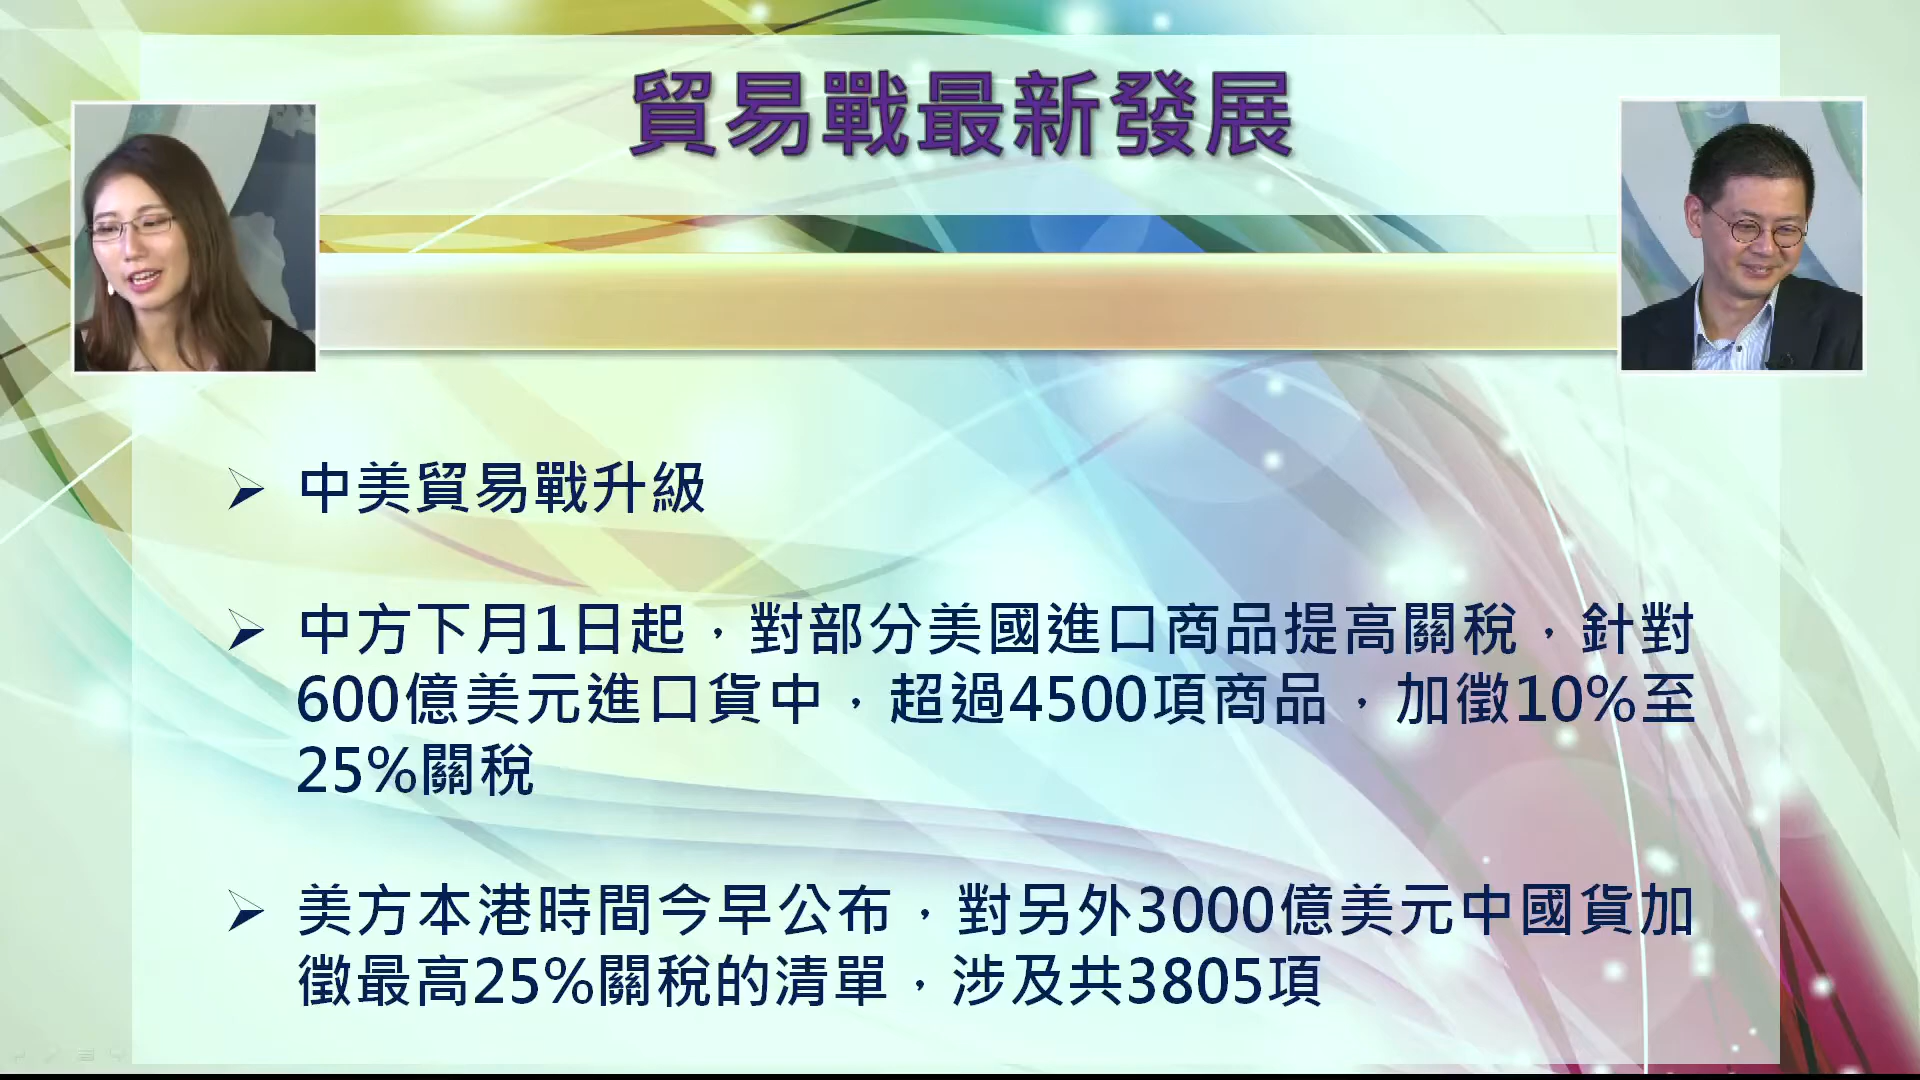 貿易戰最新發展
➢ 中美貿易戰升級
➢ 中方下月1日起，對部分美國進口商品提高關稅，針對
600億美元進口貨中，超過4500項商品，加徵10%至
25%關稅
➢ 美方本港時間今早公布，對另外3000億美元中國貨加
徵最高25%關稅的清單，涉及共3805項